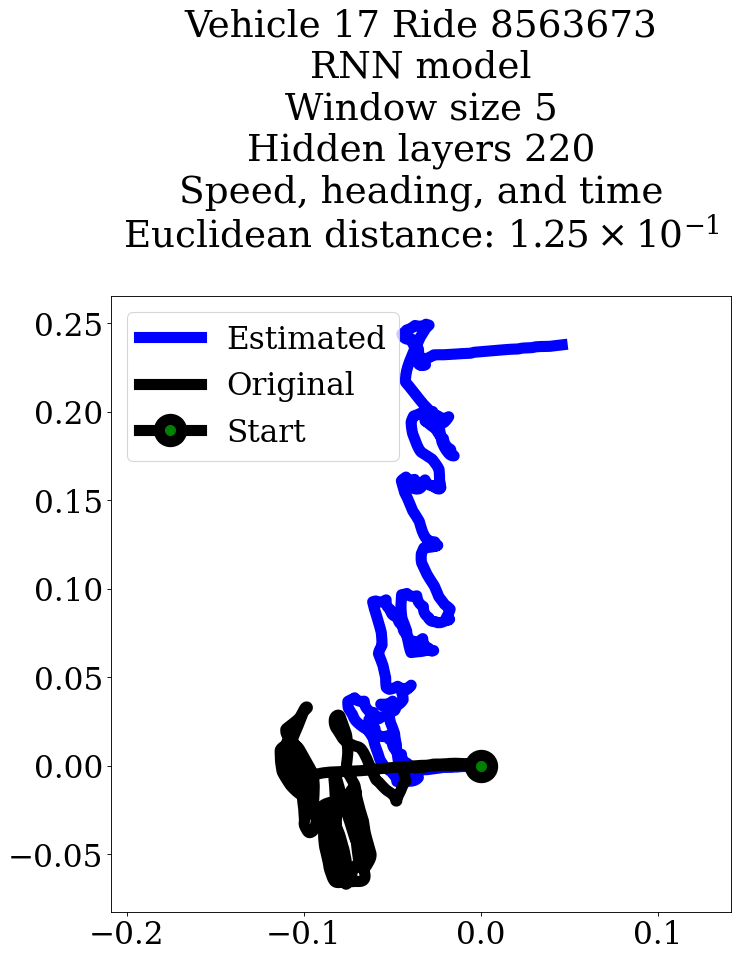 Vehicle 17 Ride 8563673
RNN model
Window size 5
Hidden layers 220
Speed, heading, and time
Euclidean distance: 1.25 × 10⁻¹
Estimated
Original
Start
0.25
0.20
0.15
0.10
0.05
0.00
−0.05
−0.2 −0.1 0.0 0.1